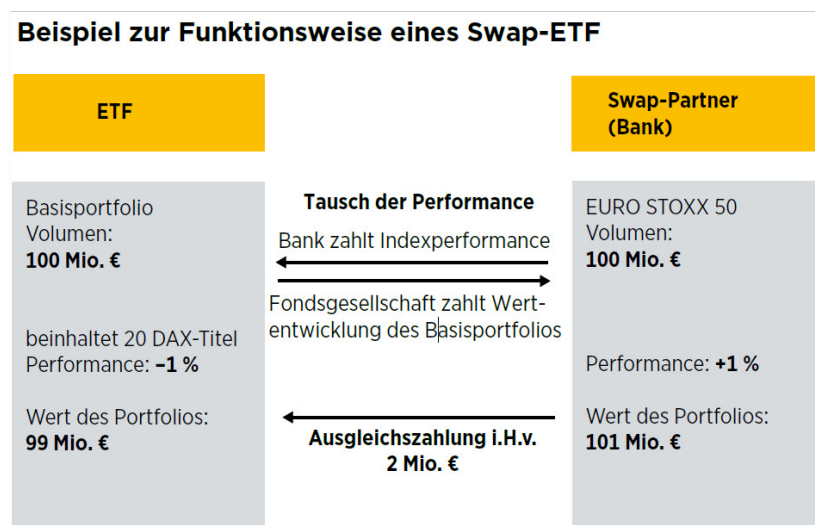 Beispiel zur Funktionsweise eines Swap-ETF
ETF
Swap-Partner
(Bank)
Basisportfolio
Volumen:
100 Mio. €
beinhaltet 20 DAX-Titel
Performance: –1 %
Wert des Portfolios:
99 Mio. €
Tausch der Performance
Bank zahlt Indexperformance
Fondsgesellschaft zahlt Wert-
entwicklung des Basisportfolios
Ausgleichszahlung i.H.v.
2 Mio. €
EURO STOXX 50
Volumen:
100 Mio. €
Performance: +1 %
Wert des Portfolios:
101 Mio. €